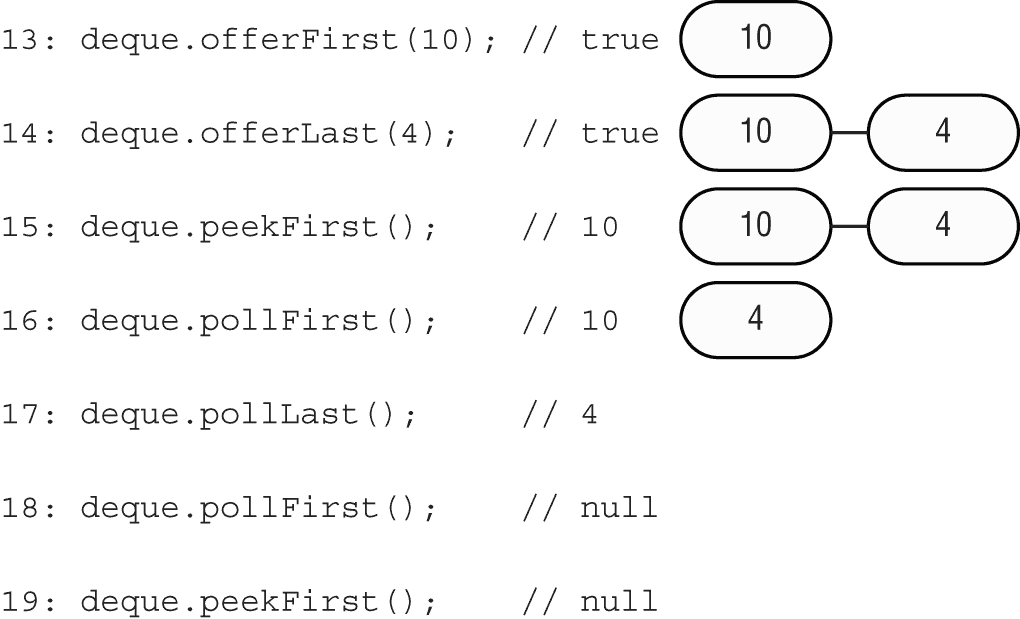 13: deque.offerFirst(10); // true 10
14: deque.offerLast(4); // true 10 4
15: deque.peekFirst(); // 10 10 4
16: deque.pollFirst(); // 10 4
17: deque.pollLast(); // 4
18: deque.pollFirst(); // null
19: deque.peekFirst(); // null